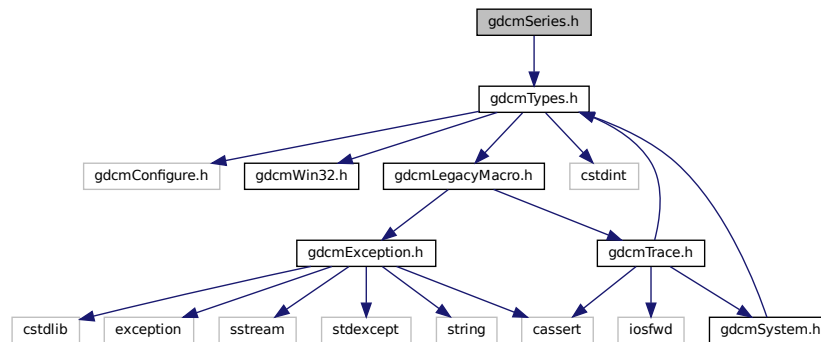 gdcmSeries.h
gdcmTypes.h
gdcmConfigure.h
gdcmWin32.h
gdcmLegacyMacro.h
cstdint
gdcmException.h
gdcmTrace.h
cstdlib
exception
sstream
stdexcept
string
cassert
iosfwd
gdcmSystem.h